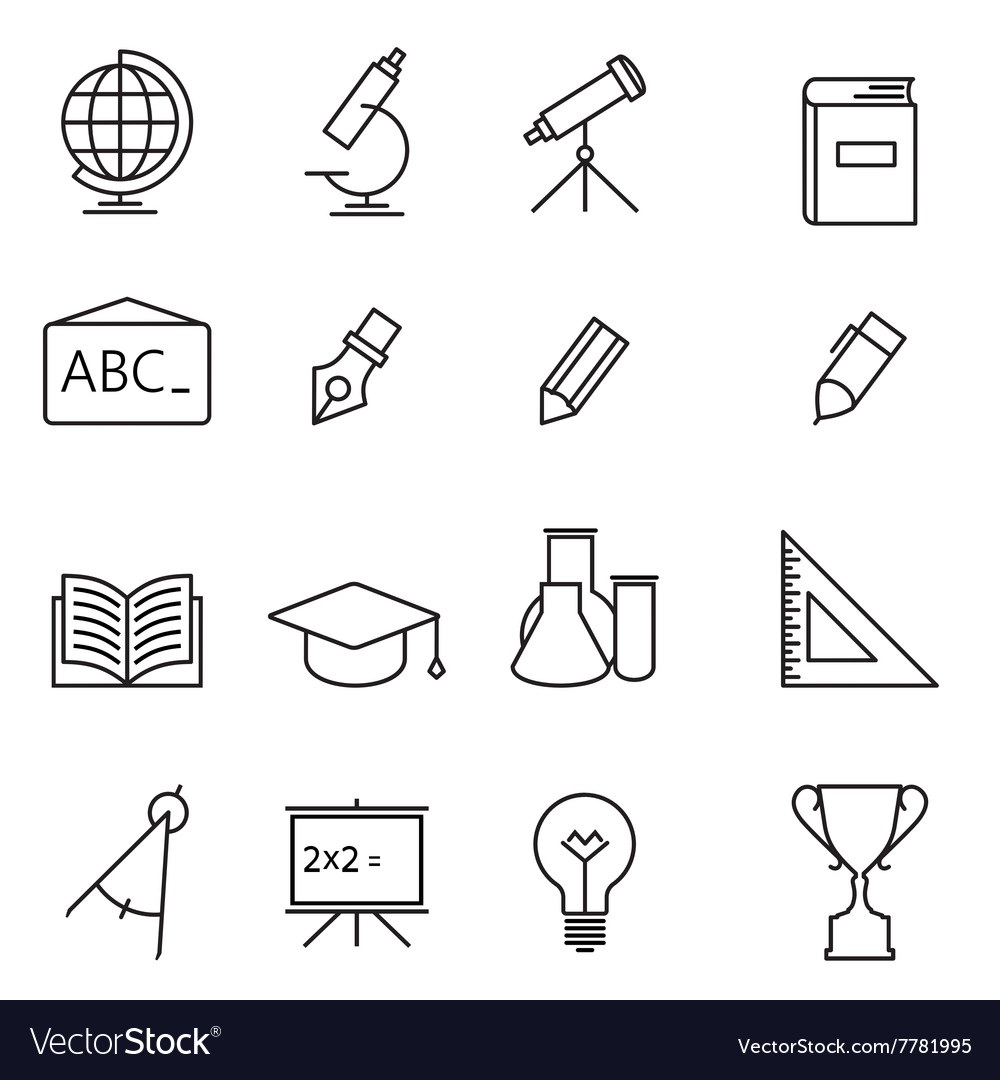 ABC_
2x2 =
VectorStock®
VectorStock.com/7781995